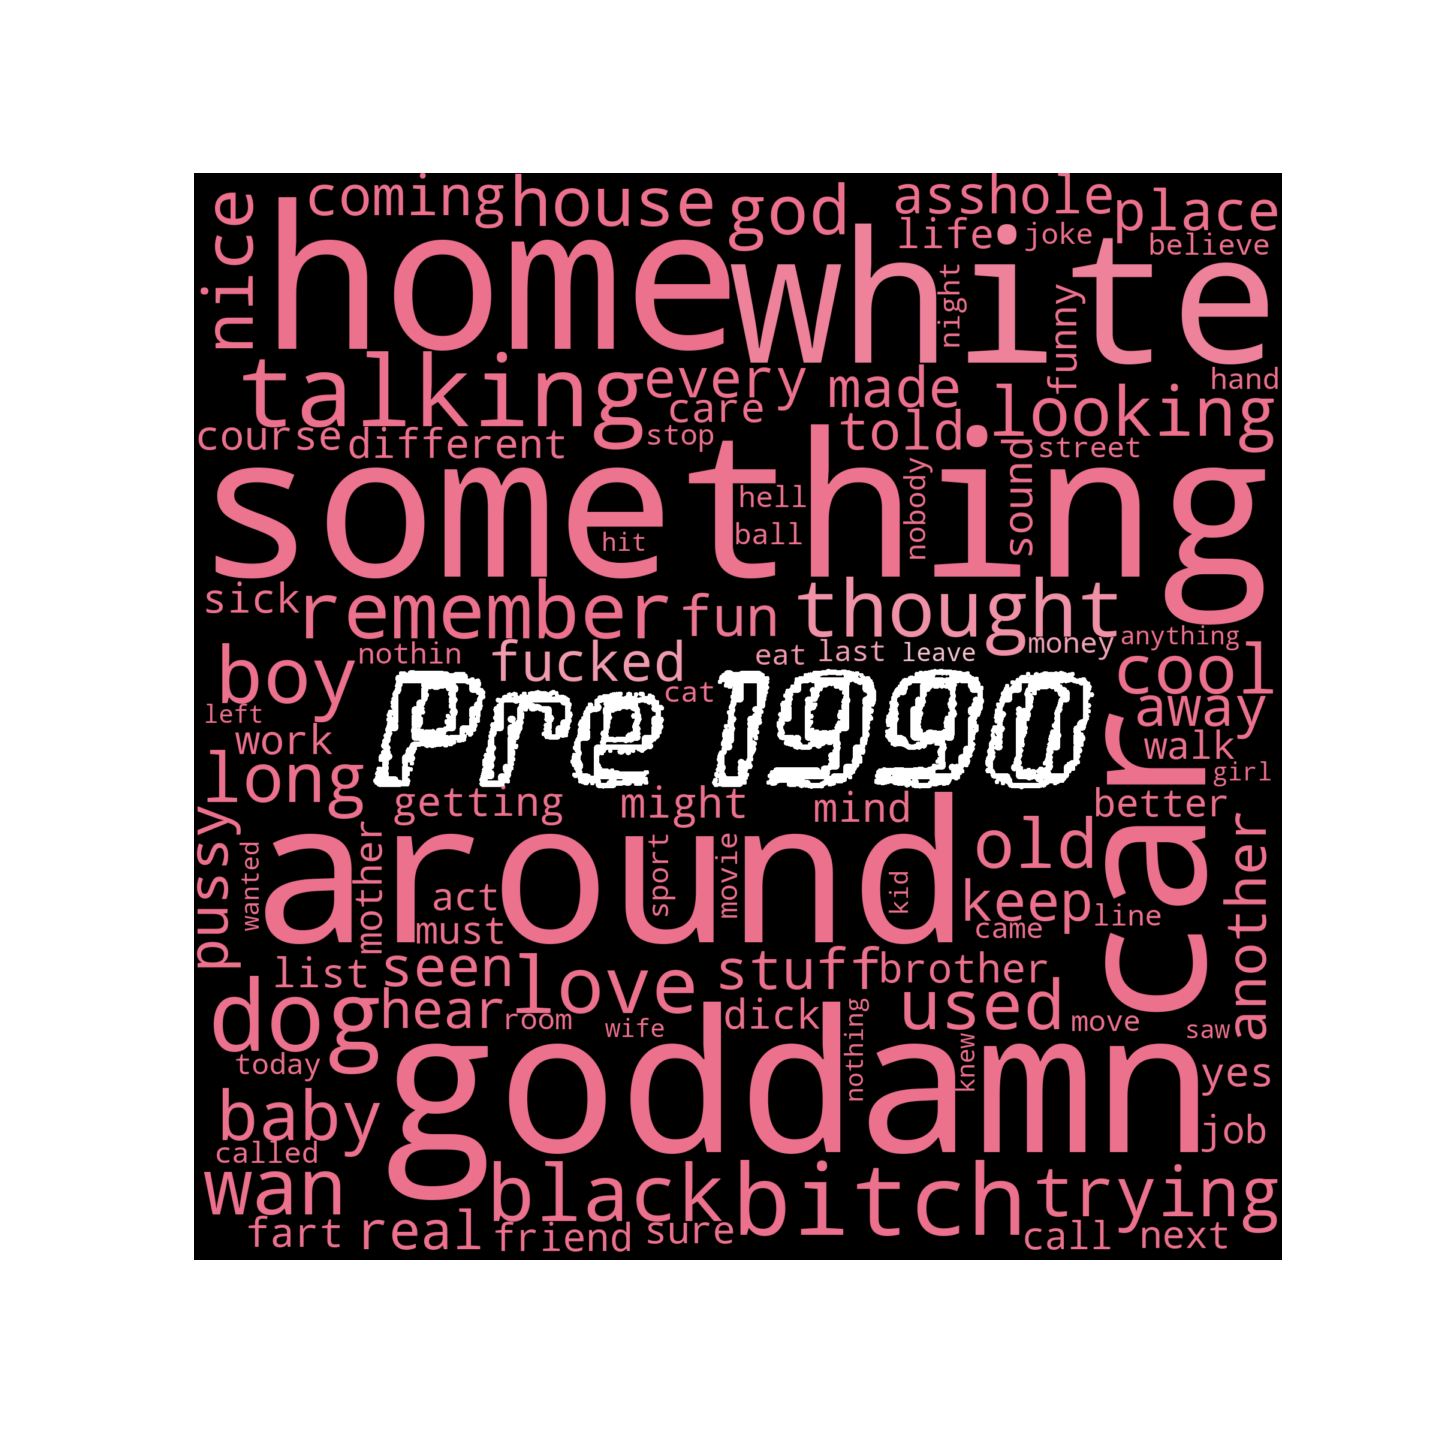 coming house god asshole place
nice home white life joke believe
night funny
talking every made looking hand
care told
course different stop street
something sound nobody
hell
hit ball
sick remember fun thought
nothin fucked eat last leave money anything
boy cat cool
Pre 1990
left away
work walk
long girl
getting might mind better
pussy wanted mother around old car another
act sport movie kid keep line
must came
list seen love stuff brother
dog hear room wife dick used move saw
nothing knew
today goddamn yes
baby job
called
wan black bitch trying
fart real friend sure call next